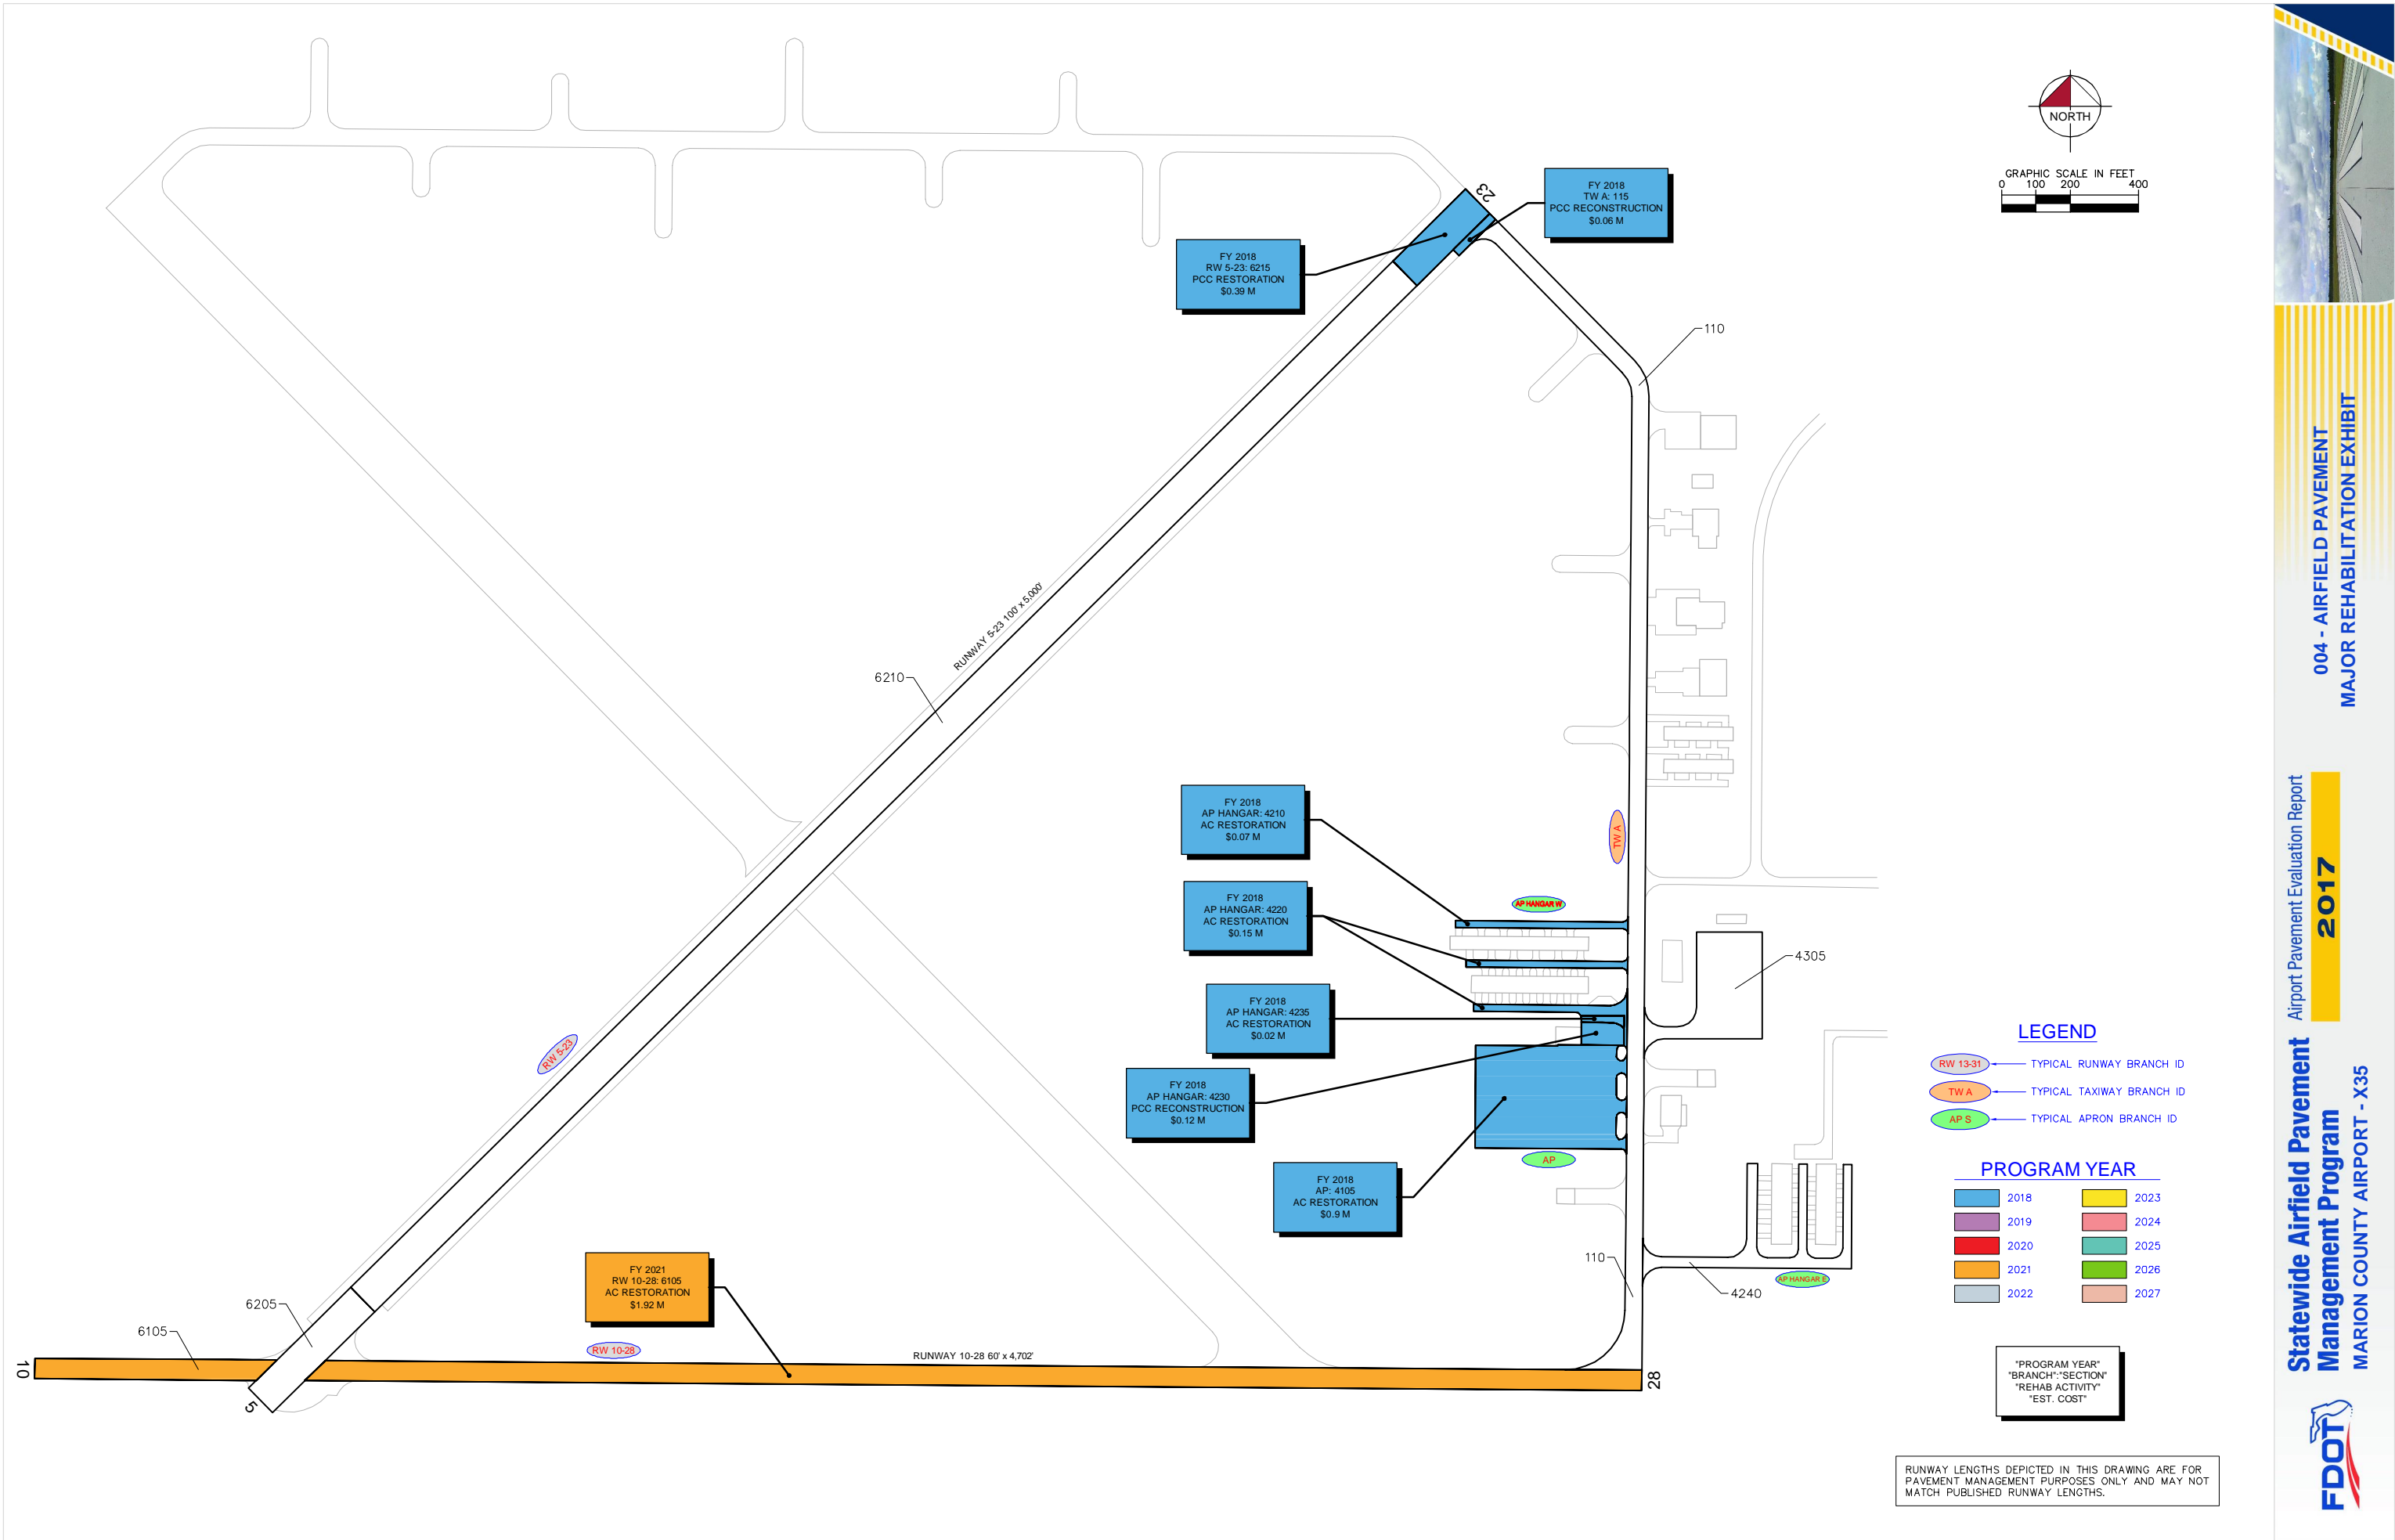 NORTH
GRAPHIC SCALE IN FEET
0 100 200 400
23
FY 2018
TW A: 115
PCC RECONSTRUCTION
$0.06 M
FY 2018
RW 5-23: 6215
PCC RESTORATION
$0.39 M
110
RUNWAY 5-23 100' x 5,000'
6210
FY 2018
AP HANGAR: 4210
AC RESTORATION
$0.07 M
TW A
FY 2018
AP HANGAR: 4220
AC RESTORATION
$0.15 M
AP HANGAR W
4305
FY 2018
AP HANGAR: 4235
AC RESTORATION
$0.02 M
RW 5-23
FY 2018
AP HANGAR: 4230
PCC RECONSTRUCTION
$0.12 M
AP
FY 2018
AP: 4105
AC RESTORATION
$0.9 M
110
4240
AP HANGAR E
FY 2021
RW 10-28: 6105
AC RESTORATION
$1.92 M
6205
6105
RW 10-28
RUNWAY 10-28 60' x 4,702'
10
28
5
LEGEND
RW 13-31 TYPICAL RUNWAY BRANCH ID
TW A TYPICAL TAXIWAY BRANCH ID
AP S TYPICAL APRON BRANCH ID
PROGRAM YEAR
2018 2023
2019 2024
2020 2025
2021 2026
2022 2027
"PROGRAM YEAR"
"BRANCH":"SECTION"
"REHAB ACTIVITY"
"EST. COST"
RUNWAY LENGTHS DEPICTED IN THIS DRAWING ARE FOR
PAVEMENT MANAGEMENT PURPOSES ONLY AND MAY NOT
MATCH PUBLISHED RUNWAY LENGTHS.
FDOT
Statewide Airfield Pavement
Management Program
MARION COUNTY AIRPORT - X35
Airport Pavement Evaluation Report
2017
004 - AIRFIELD PAVEMENT
MAJOR REHABILITATION EXHIBIT